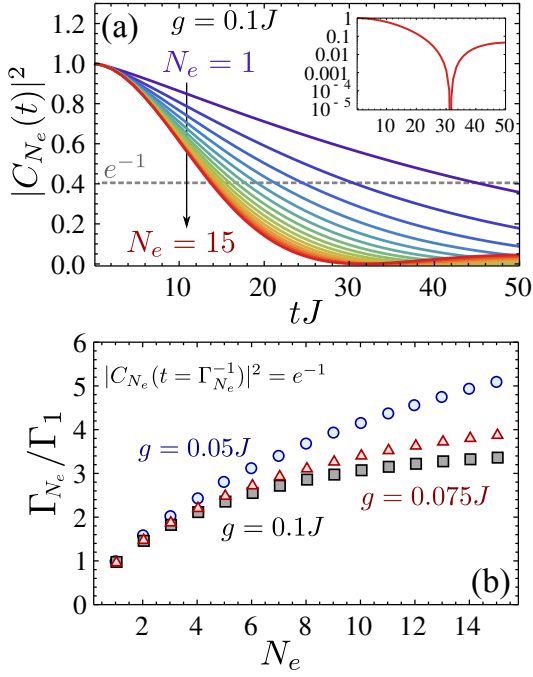 (a) g = 0.1J
N_e = 1
|C_{N_e}(t)|^2
1.0
0.8
0.6
0.4
0.2
0.0
e^{-1}
N_e = 15
10 20 30 40 50
tJ
1
0.1
0.01
0.001
10^{-4}
10^{-5}
0 10 20 30 40 50
|C_{N_e}(t = Γ_{N_e}^{-1})|^2 = e^{-1}
Γ_{N_e}/Γ_1
6
5
4
3
2
1
0
g = 0.05J
g = 0.075J
g = 0.1J
(b)
2 4 6 8 10 12 14
N_e